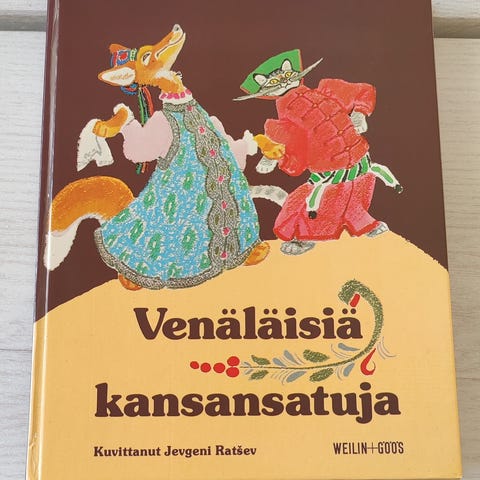 Venäläisiä
kansansatuja
Kuvittanut Jevgeni Ratšev
WEILIN+GÖÖS